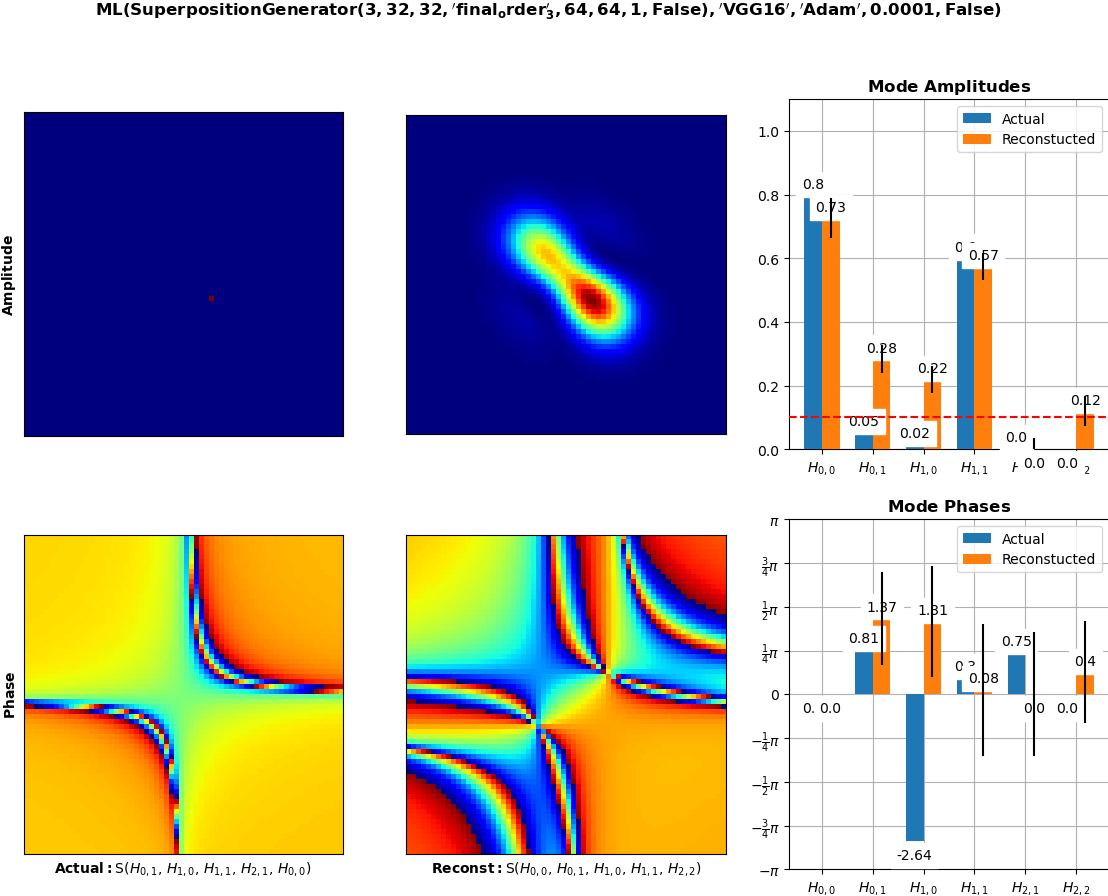 ML(SuperpositionGenerator(3, 32, 32, ′final_order′_3, 64, 64, 1, False), ′VGG16′, ′Adam′, 0.0001, False)
Amplitude
Mode Amplitudes
Actual
Reconstucted
1.0
0.8
0.6
0.4
0.2
0.0
0.8
0.73
0.05
0.28
0.02
0.22
0.57
0.0
0.0
0.0
0.12
H0,0
H0,1
H1,0
H1,1
2
Phase
Mode Phases
Actual
Reconstucted
π
3/4π
1/2π
1/4π
0
−1/4π
−1/2π
−3/4π
−π
0.
0.0
0.81
1.37
-2.64
1.31
0.08
0.75
0.0
0.4
H0,0
H0,1
H1,0
H1,1
H2,1
H2,2
Actual: S(H0,1, H1,0, H1,1, H2,1, H0,0)
Reconst: S(H0,0, H0,1, H1,0, H1,1, H2,2)